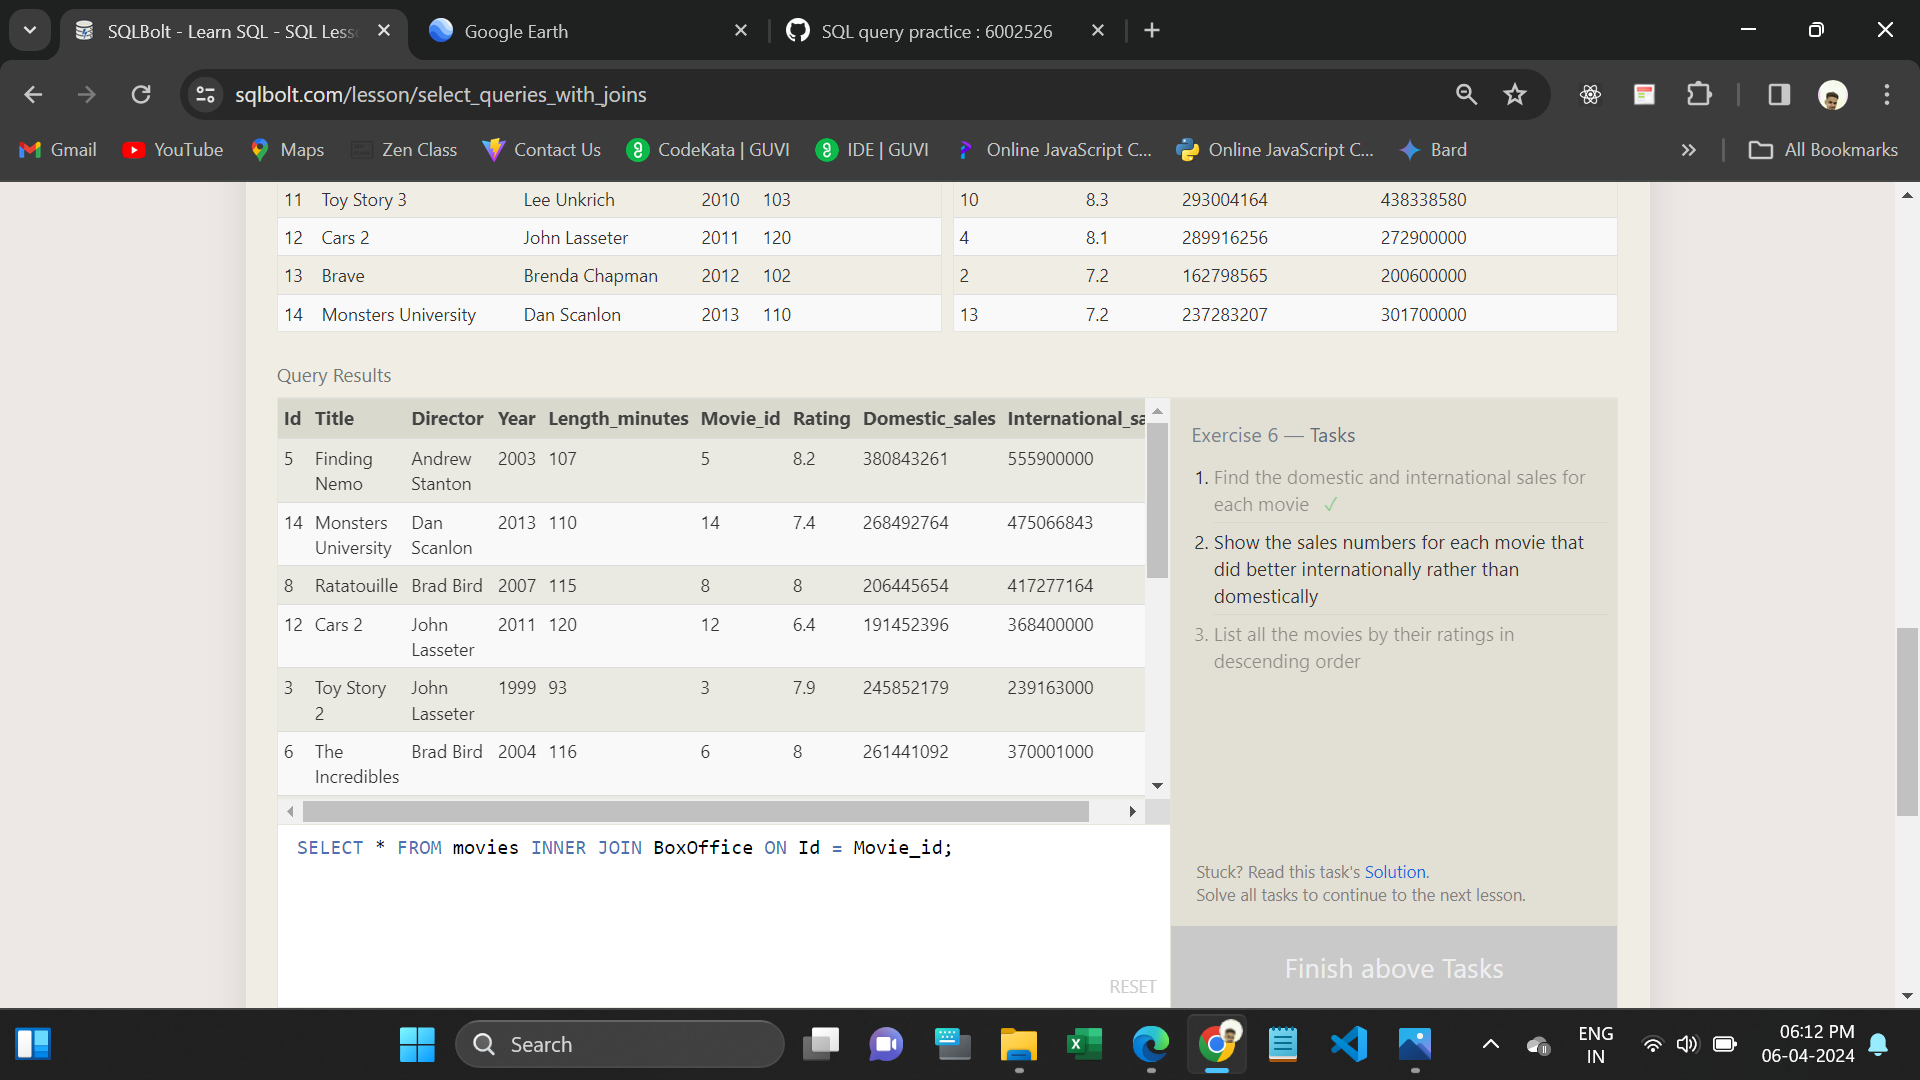 SQLBolt - Learn SQL - SQL Less
Google Earth
SQL query practice : 6002526
sqlbolt.com/lesson/select_queries_with_joins
Gmail YouTube Maps Zen Class Contact Us CodeKata | GUVI IDE | GUVI Online JavaScript C... Online JavaScript C... Bard » All Bookmarks
11 Toy Story 3 Lee Unkrich 2010 103 10 8.3 293004164 438338580
12 Cars 2 John Lasseter 2011 120 4 8.1 289916256 272900000
13 Brave Brenda Chapman 2012 102 2 7.2 162798565 200600000
14 Monsters University Dan Scanlon 2013 110 13 7.2 237283207 301700000
Query Results
Id Title Director Year Length_minutes Movie_id Rating Domestic_sales International_sa
5 Finding Andrew 2003 107 5 8.2 380843261 555900000
Nemo Stanton
14 Monsters Dan 2013 110 14 7.4 268492764 475066843
University Scanlon
8 Ratatouille Brad Bird 2007 115 8 8 206445654 417277164
12 Cars 2 John 2011 120 12 6.4 191452396 368400000
Lasseter
3 Toy Story John 1999 93 3 7.9 245852179 239163000
2 Lasseter
6 The Brad Bird 2004 116 6 8 261441092 370001000
Incredibles
SELECT * FROM movies INNER JOIN BoxOffice ON Id = Movie_id;
RESET
Exercise 6 — Tasks
1. Find the domestic and international sales for
each movie ✓
2. Show the sales numbers for each movie that
did better internationally rather than
domestically
3. List all the movies by their ratings in
descending order
Stuck? Read this task's Solution.
Solve all tasks to continue to the next lesson.
Finish above Tasks
Search
ENG
IN
06:12 PM
06-04-2024